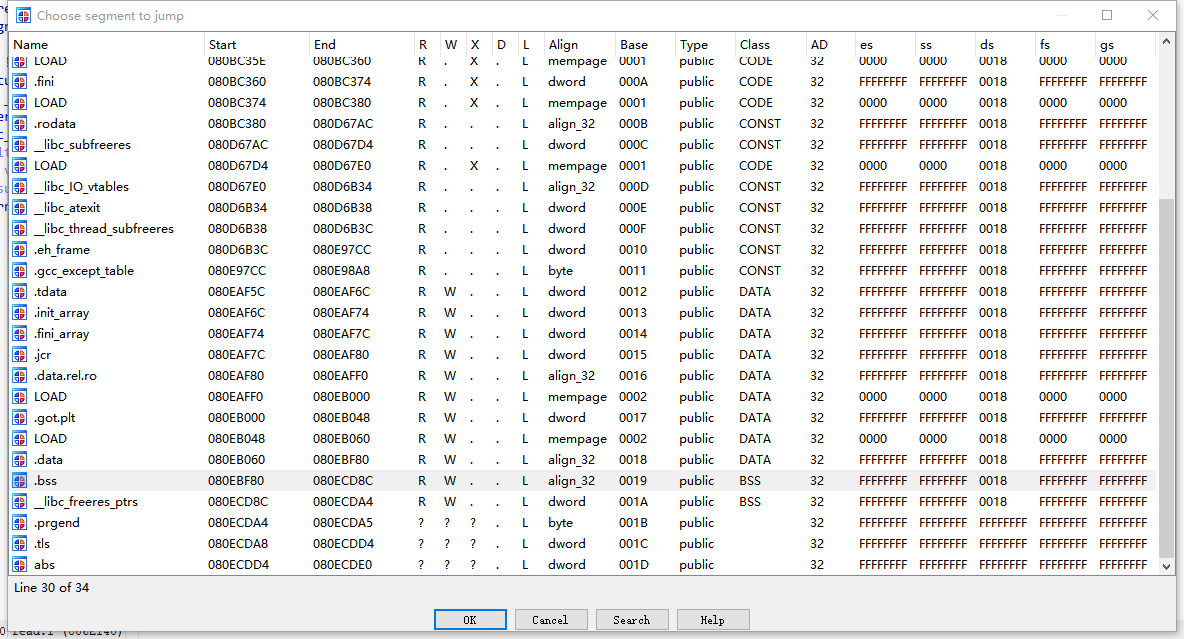 Choose segment to jump
Name Start End R W X D L Align Base Type Class AD es ss ds fs gs
LOAD 080BC35E 080BC360 R . X . L mempage 0001 public CODE 32 0000 0000 0018 0000 0000
.fini 080BC360 080BC374 R . X . L dword 000A public CODE 32 FFFFFFFF FFFFFFFF 0018 FFFFFFFF FFFFFFFF
LOAD 080BC374 080BC380 R . X . L mempage 0001 public CODE 32 0000 0000 0018 0000 0000
.rodata 080BC380 080D67AC R . . . L align_32 000B public CONST 32 FFFFFFFF FFFFFFFF 0018 FFFFFFFF FFFFFFFF
__libc_subfreeres 080D67AC 080D67D4 R . . . L dword 000C public CONST 32 FFFFFFFF FFFFFFFF 0018 FFFFFFFF FFFFFFFF
LOAD 080D67D4 080D67E0 R . X . L mempage 0001 public CODE 32 0000 0000 0018 0000 0000
__libc_IO_vtables 080D67E0 080D6B34 R . . . L align_32 000D public CONST 32 FFFFFFFF FFFFFFFF 0018 FFFFFFFF FFFFFFFF
__libc_atexit 080D6B34 080D6B38 R . . . L dword 000E public CONST 32 FFFFFFFF FFFFFFFF 0018 FFFFFFFF FFFFFFFF
__libc_thread_subfreeres 080D6B38 080D6B3C R . . . L dword 000F public CONST 32 FFFFFFFF FFFFFFFF 0018 FFFFFFFF FFFFFFFF
.eh_frame 080D6B3C 080E97CC R . . . L dword 0010 public CONST 32 FFFFFFFF FFFFFFFF 0018 FFFFFFFF FFFFFFFF
.gcc_except_table 080E97CC 080E98A8 R . . . L byte 0011 public CONST 32 FFFFFFFF FFFFFFFF 0018 FFFFFFFF FFFFFFFF
.tdata 080EAF5C 080EAF6C R W . . L dword 0012 public DATA 32 FFFFFFFF FFFFFFFF 0018 FFFFFFFF FFFFFFFF
.init_array 080EAF6C 080EAF74 R W . . L dword 0013 public DATA 32 FFFFFFFF FFFFFFFF 0018 FFFFFFFF FFFFFFFF
.fini_array 080EAF74 080EAF7C R W . . L dword 0014 public DATA 32 FFFFFFFF FFFFFFFF 0018 FFFFFFFF FFFFFFFF
.jcr 080EAF7C 080EAF80 R W . . L dword 0015 public DATA 32 FFFFFFFF FFFFFFFF 0018 FFFFFFFF FFFFFFFF
.data.rel.ro 080EAF80 080EAFF0 R W . . L align_32 0016 public DATA 32 FFFFFFFF FFFFFFFF 0018 FFFFFFFF FFFFFFFF
LOAD 080EAFF0 080EB000 R W . . L mempage 0002 public DATA 32 0000 0000 0018 0000 0000
.got.plt 080EB000 080EB048 R W . . L dword 0017 public DATA 32 FFFFFFFF FFFFFFFF 0018 FFFFFFFF FFFFFFFF
LOAD 080EB048 080EB060 R W . . L mempage 0002 public DATA 32 0000 0000 0018 0000 0000
.data 080EB060 080EBF80 R W . . L align_32 0018 public DATA 32 FFFFFFFF FFFFFFFF 0018 FFFFFFFF FFFFFFFF
.bss 080EBF80 080ECD8C R W . . L align_32 0019 public BSS 32 FFFFFFFF FFFFFFFF 0018 FFFFFFFF FFFFFFFF
__libc_freeres_ptrs 080ECD8C 080ECDA4 R W . . L dword 001A public BSS 32 FFFFFFFF FFFFFFFF 0018 FFFFFFFF FFFFFFFF
.prgend 080ECDA4 080ECDA5 ? ? ? . L byte 001B public 32 FFFFFFFF FFFFFFFF FFFFFFFF FFFFFFFF FFFFFFFF
.tls 080ECDA8 080ECDD4 ? ? ? . L dword 001C public 32 FFFFFFFF FFFFFFFF FFFFFFFF FFFFFFFF FFFFFFFF
abs 080ECDD4 080ECDE0 ? ? ? . L dword 001D public 32 FFFFFFFF FFFFFFFF FFFFFFFF FFFFFFFF FFFFFFFF
Line 30 of 34
OK Cancel Search Help